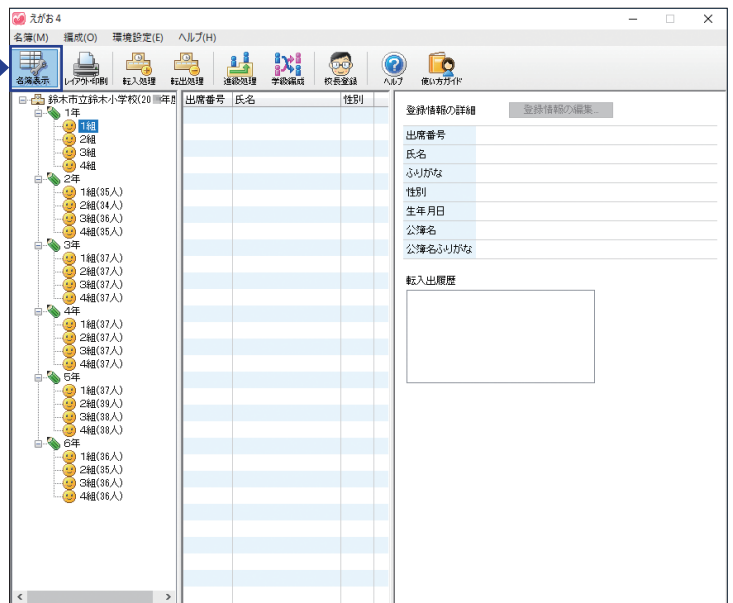 えがお4
名簿(M) 編成(O) 環境設定(E) ヘルプ(H)
名簿表示 レイアウト印刷 転入処理 転出処理 進級処理 学級編成 校長登録 ヘルプ 使い方ガイド
鈴木市立鈴木小学校(20 年度
1年
1組
2組
3組
4組
2年
1組(35人)
2組(34人)
3組(36人)
4組(35人)
3年
1組(37人)
2組(37人)
3組(37人)
4組(37人)
4年
1組(37人)
2組(37人)
3組(37人)
4組(37人)
5年
1組(37人)
2組(39人)
3組(38人)
4組(38人)
6年
1組(36人)
2組(35人)
3組(36人)
4組(36人)
出席番号 氏名 性別
登録情報の詳細 登録情報の編集...
出席番号
氏名
ふりがな
性別
生年月日
公簿名
公簿名ふりがな
転入出履歴